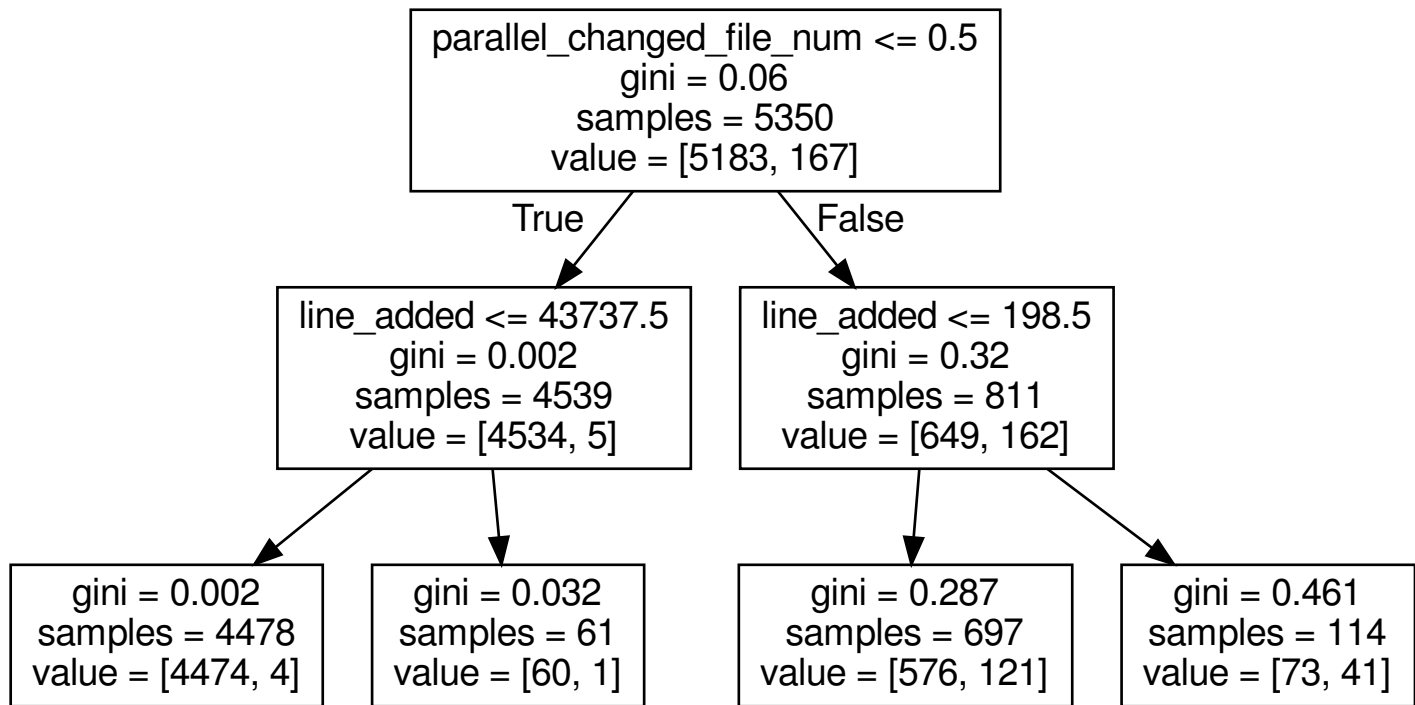 parallel_changed_file_num <= 0.5
gini = 0.06
samples = 5350
value = [5183, 167]
True
False
line_added <= 43737.5
gini = 0.002
samples = 4539
value = [4534, 5]
line_added <= 198.5
gini = 0.32
samples = 811
value = [649, 162]
gini = 0.002
samples = 4478
value = [4474, 4]
gini = 0.032
samples = 61
value = [60, 1]
gini = 0.287
samples = 697
value = [576, 121]
gini = 0.461
samples = 114
value = [73, 41]